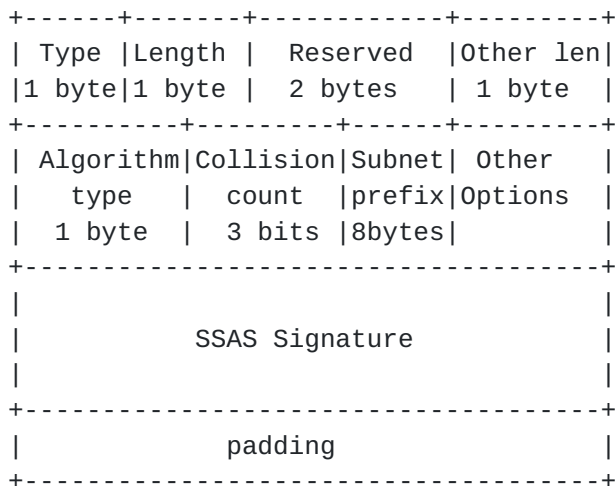 +------+-------+------------+---------+
| Type |Length |  Reserved  |Other len|
|1 byte|1 byte |  2 bytes   | 1 byte  |
+----------+---------+------+---------+
| Algorithm|Collision|Subnet| Other   |
|   type   |  count  |prefix|Options  |
|  1 byte  |  3 bits |8bytes|         |
+-------------------------------------+
|                                     |
|           SSAS Signature            |
|                                     |
+-------------------------------------+
|             padding                 |
+-------------------------------------+